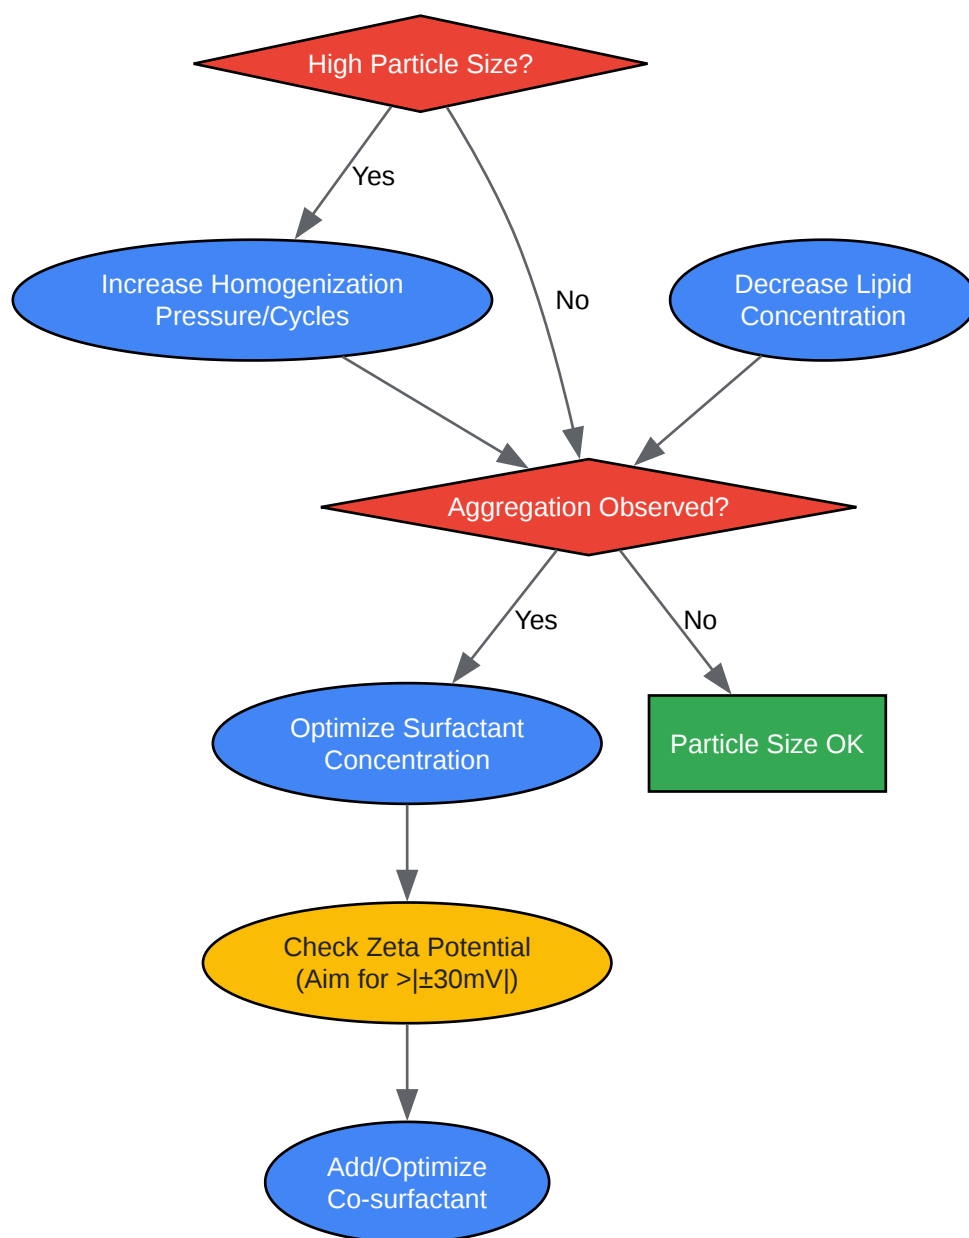 High Particle Size?
Yes
Increase Homogenization
Pressure/Cycles
No
Decrease Lipid
Concentration
Aggregation Observed?
Yes
No
Optimize Surfactant
Concentration
Particle Size OK
Check Zeta Potential
(Aim for >|±30mV|)
Add/Optimize
Co-surfactant